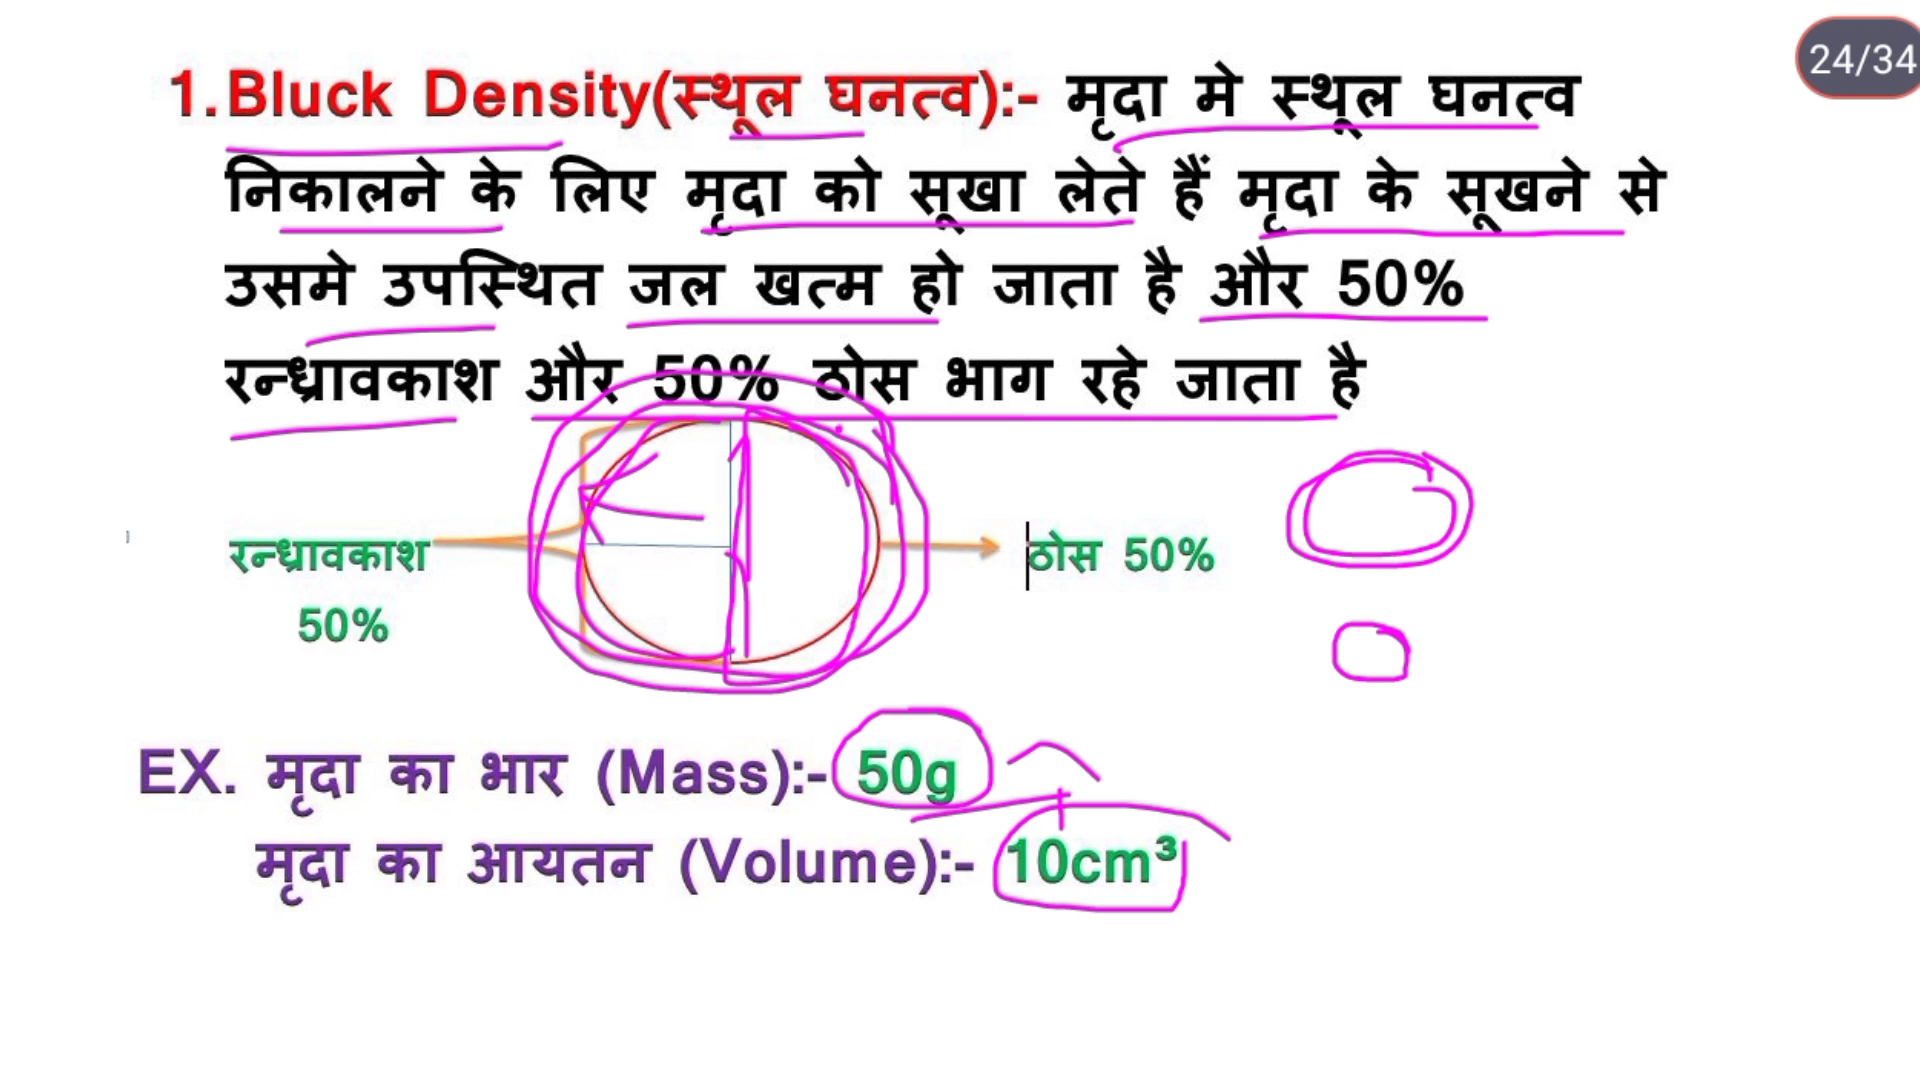 24/34
1. Bluck Density(स्थूल घनत्व):- मृदा मे स्थूल घनत्व
निकालने के लिए मृदा को सूखा लेते हैं मृदा के सूखने से
उसमे उपस्थित जल खत्म हो जाता है और 50%
रन्ध्रावकाश और 50% ठोस भाग रहे जाता है
रन्ध्रावकाश
50%
ठोस 50%
EX. मृदा का भार (Mass):- 50g
मृदा का आयतन (Volume):- 10cm³